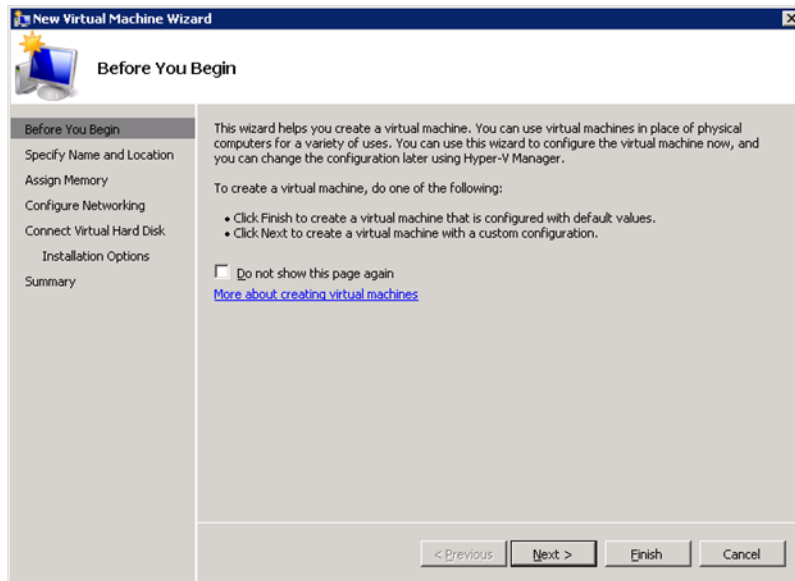 New Virtual Machine Wizard
Before You Begin
Before You Begin
Specify Name and Location
Assign Memory
Configure Networking
Connect Virtual Hard Disk
Installation Options
Summary
This wizard helps you create a virtual machine. You can use virtual machines in place of physical
computers for a variety of uses. You can use this wizard to configure the virtual machine now, and
you can change the configuration later using Hyper-V Manager.
To create a virtual machine, do one of the following:
• Click Finish to create a virtual machine that is configured with default values.
• Click Next to create a virtual machine with a custom configuration.
Do not show this page again
More about creating virtual machines
< Previous Next > Finish Cancel